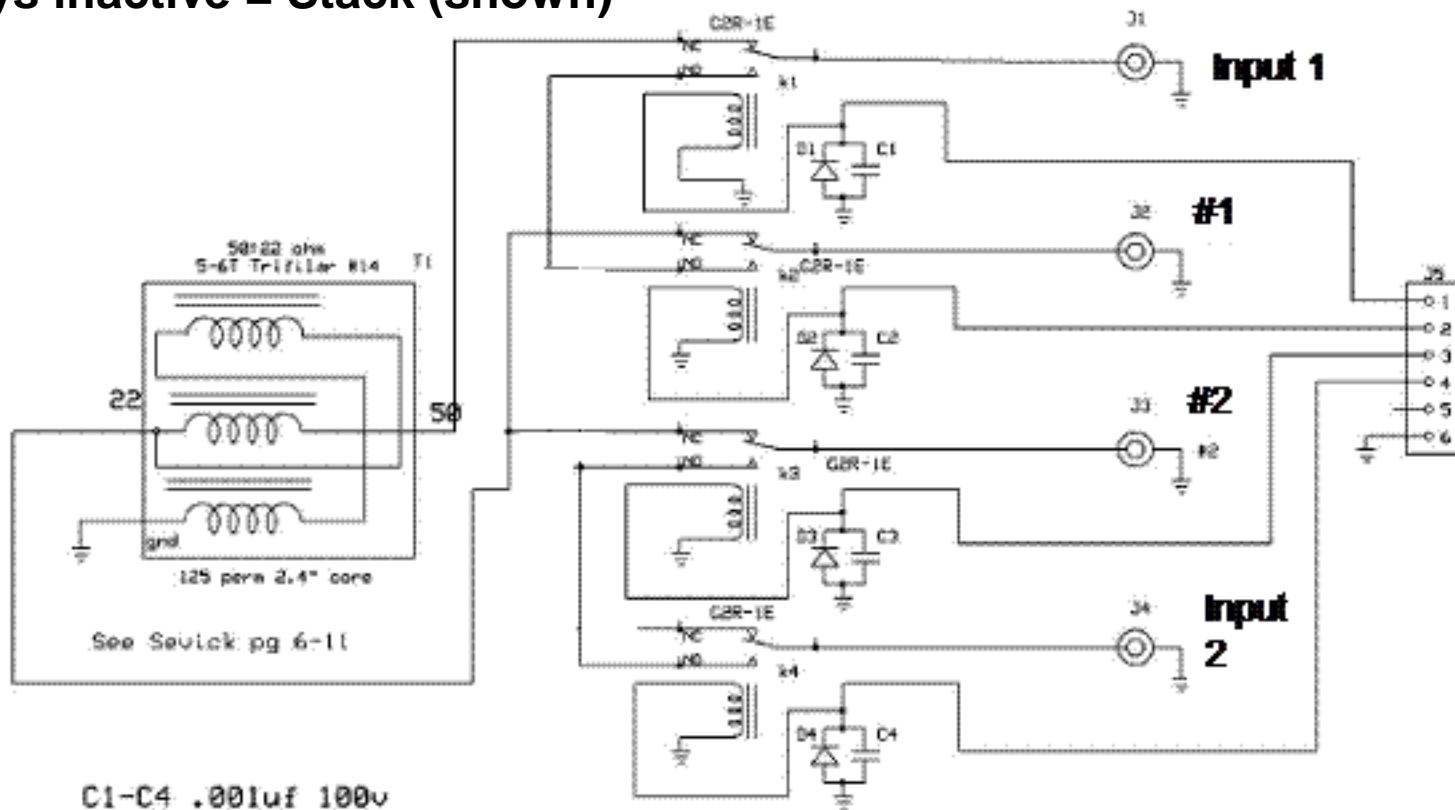 ys inactive = Stack (shown)
G2R-1E
J1
Input 1
NC
NO
k1
D1
C1
J2
#1
50:22 ohm
5-6T Trifilar #14
T1
NC
NO
k2
G2R-1E
J5
1
2
3
4
5
6
D2
C2
22
50
J3
#2
NC
NO
k3
G2R-1E
#2
gnd
D3
C3
125 perm 2.4" core
G2R-1E
J4
Input
2
See Sevick pg 6-11
NC
NO
k4
D4
C4
C1-C4 .001uf 100v